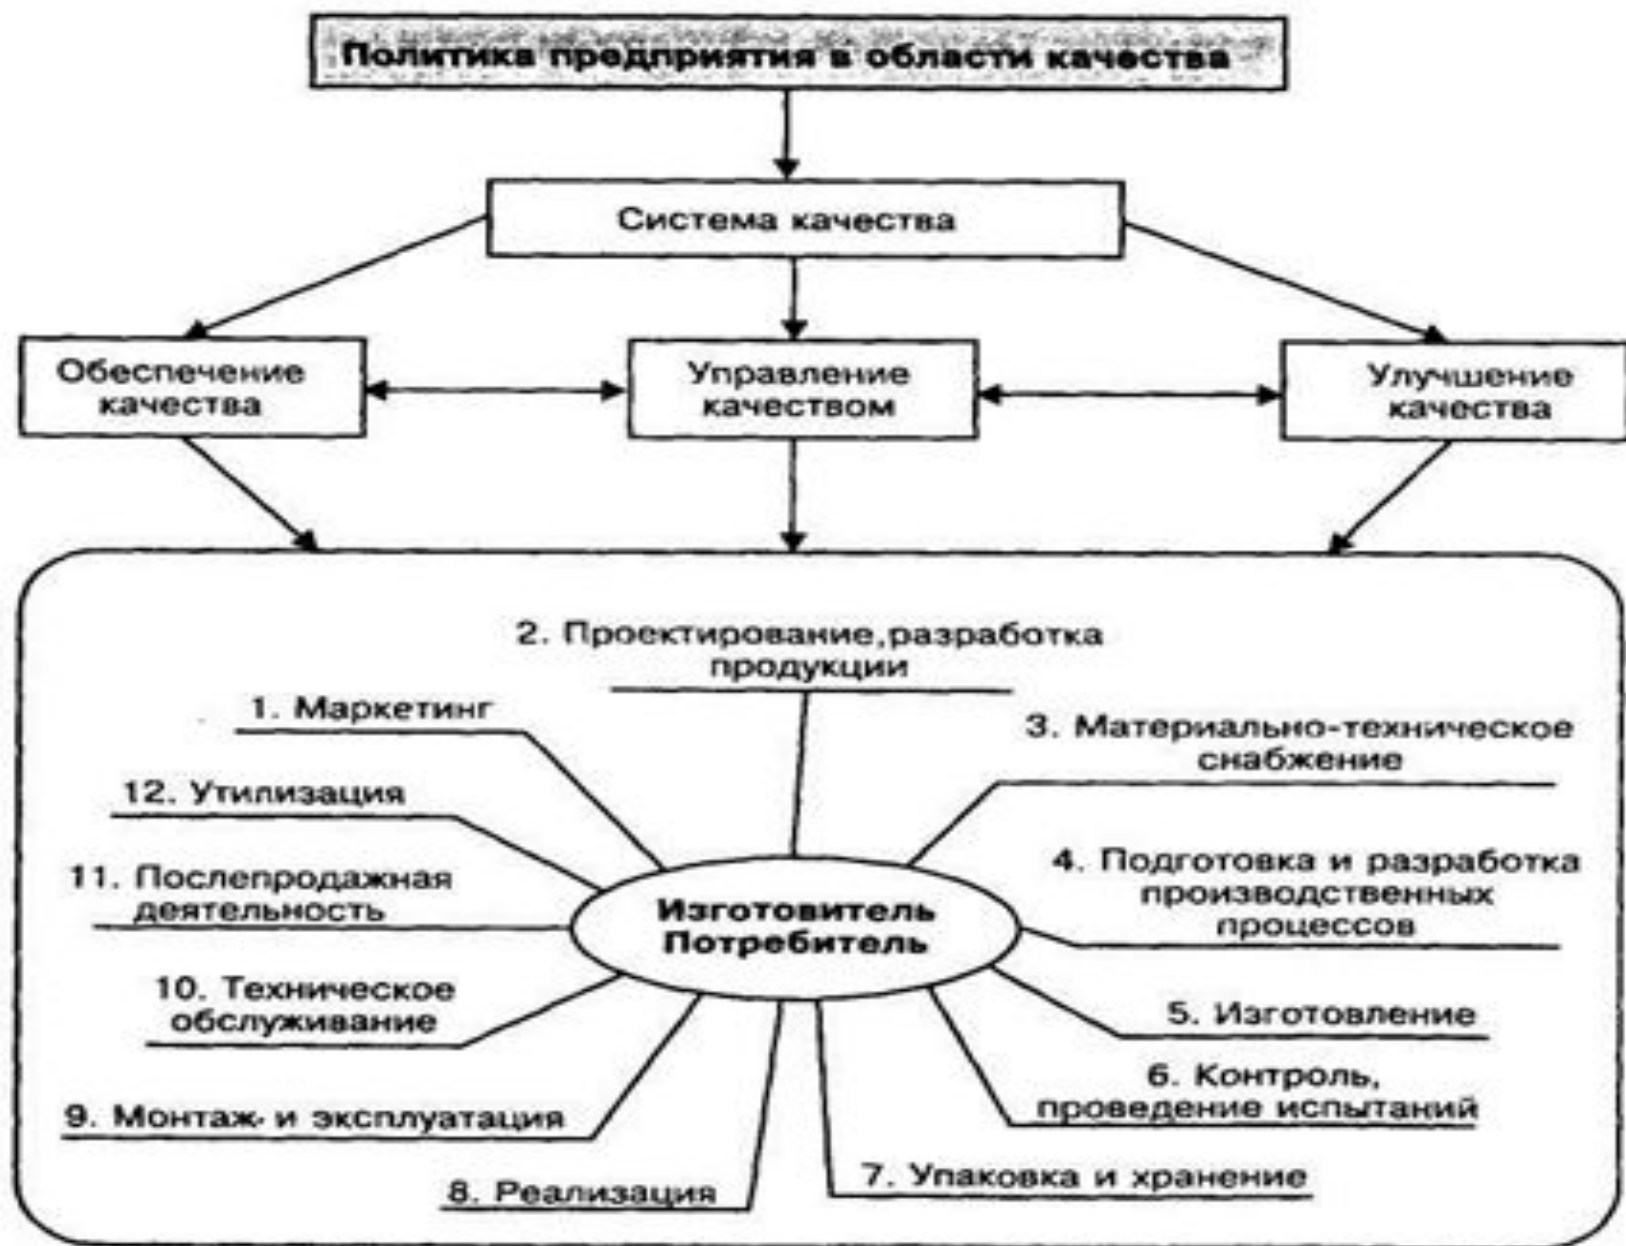 Политика предприятия в области качества
Система качества
Обеспечение
качества
Управление
качеством
Улучшение
качества
2. Проектирование,разработка
продукции
1. Маркетинг
3. Материально-техническое
снабжение
12. Утилизация
4. Подготовка и разработка
производственных
процессов
11. Послепродажная
деятельность
Изготовитель
Потребитель
10. Техническое
обслуживание
5. Изготовление
6. Контроль,
проведение испытаний
9. Монтаж и эксплуатация
7. Упаковка и хранение
8. Реализация